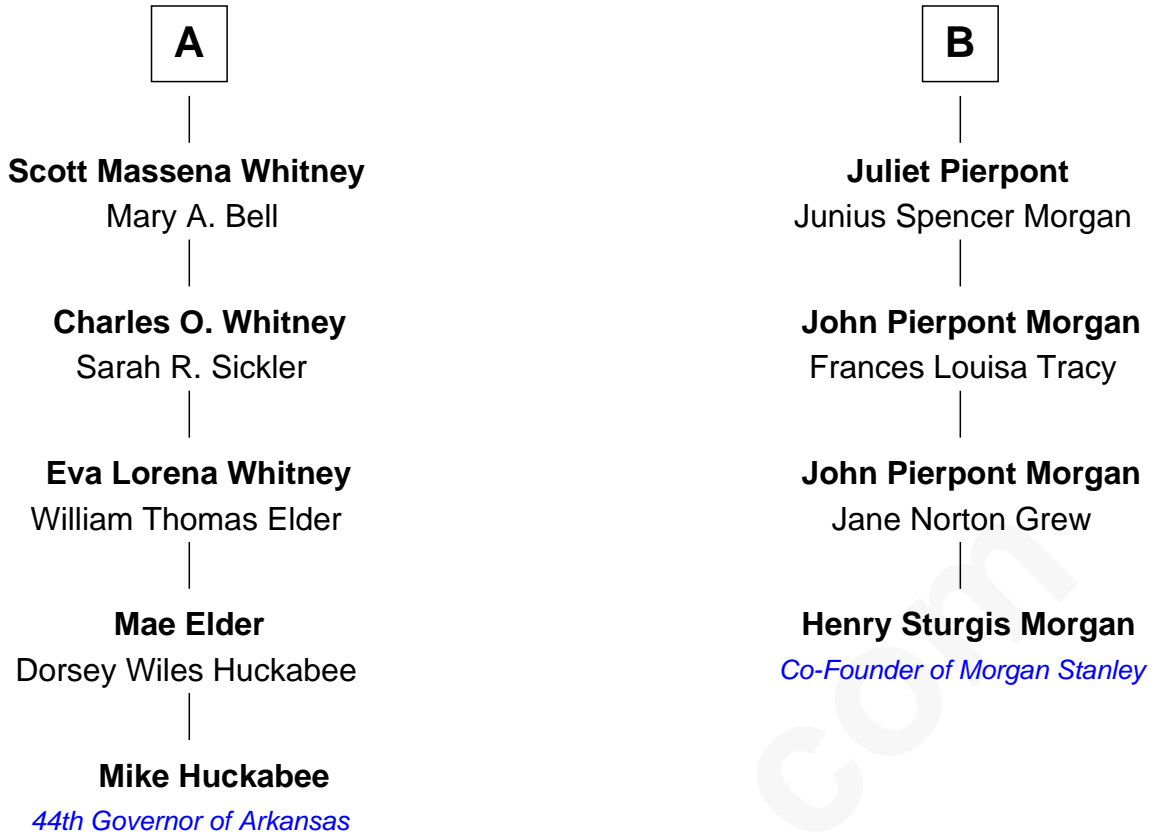 A
Scott Massena Whitney
Mary A. Bell
Charles O. Whitney
Sarah R. Sickler
Eva Lorena Whitney
William Thomas Elder
Mae Elder
Dorsey Wiles Huckabee
Mike Huckabee
44th Governor of Arkansas
B
Juliet Pierpont
Junius Spencer Morgan
John Pierpont Morgan
Frances Louisa Tracy
John Pierpont Morgan
Jane Norton Grew
Henry Sturgis Morgan
Co-Founder of Morgan Stanley
com